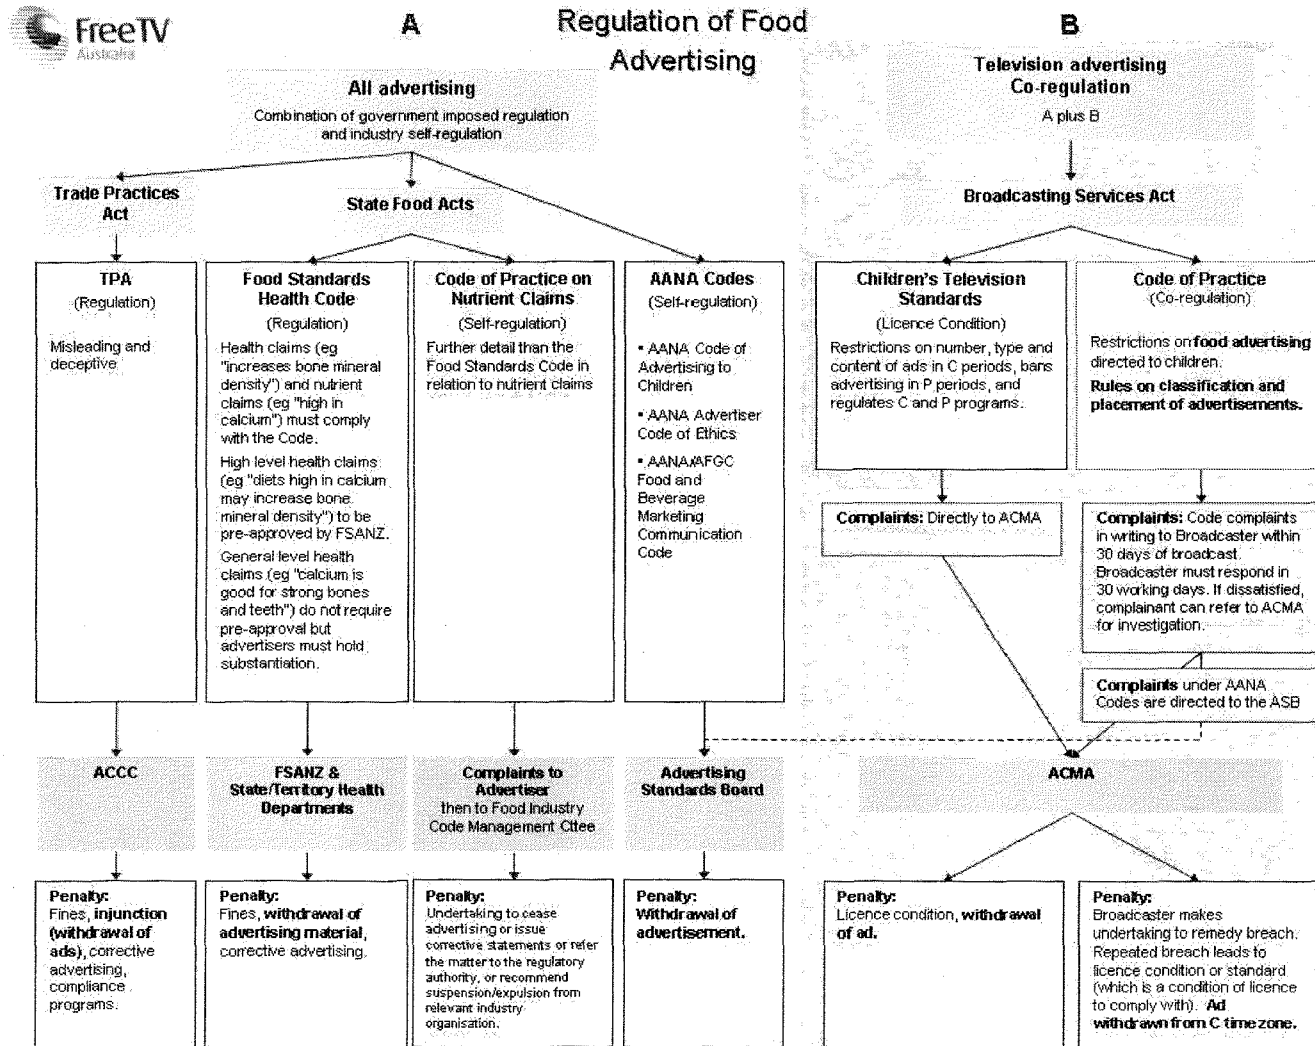 FreeTV
Australia
A
Regulation of Food
Advertising
B
All advertising
Combination of government imposed regulation
and industry self-regulation
Television advertising
Co-regulation
A plus B
Trade Practices
Act
State Food Acts
Broadcasting Services Act
TPA
(Regulation)
Misleading and
deceptive
Food Standards
Health Code
(Regulation)
Health claims (eg
"increases bone mineral
density") and nutrient
claims (eg "high in
calcium") must comply
with the Code.
High level health claims
(eg "diets high in calcium
may increase bone
mineral density") to be
pre-approved by FSANZ.
General level health
claims (eg "calcium is
good for strong bones
and teeth") do not require
pre-approval but
advertisers must hold
substantiation.
Code of Practice on
Nutrient Claims
(Self-regulation)
Further detail than the
Food Standards Code in
relation to nutrient claims
AANA Codes
(Self-regulation)
▪ AANA Code of
Advertising to
Children
▪ AANA Advertiser
Code of Ethics
▪ AANA/AFGC
Food and
Beverage
Marketing
Communication
Code
Children's Television
Standards
(Licence Condition)
Restrictions on number, type and
content of ads in C periods, bans
advertising in P periods, and
regulates C and P programs.
Code of Practice
(Co-regulation)
Restrictions on food advertising
directed to children.
Rules on classification and
placement of advertisements.
Complaints: Directly to ACMA
Complaints: Code complaints
in writing to Broadcaster within
30 days of broadcast.
Broadcaster must respond in
30 working days. If dissatisfied,
complainant can refer to ACMA
for investigation.
Complaints under AANA
Codes are directed to the ASB
ACCC
FSANZ &
State/Territory Health
Departments
Complaints to
Advertiser
then to Food Industry
Code Management Cttee
Advertising
Standards Board
ACMA
Penalty:
Fines, injunction
(withdrawal of
ads), corrective
advertising,
compliance
programs.
Penalty:
Fines, withdrawal of
advertising material,
corrective advertising.
Penalty:
Undertaking to cease
advertising or issue
corrective statements or refer
the matter to the regulatory
authority, or recommend
suspension/expulsion from
relevant industry
organisation.
Penalty:
Withdrawal of
advertisement.
Penalty:
Licence condition, withdrawal
of ad.
Penalty:
Broadcaster makes
undertaking to remedy breach.
Repeated breach leads to
licence condition or standard
(which is a condition of licence
to comply with). Ad
withdrawn from C time zone.